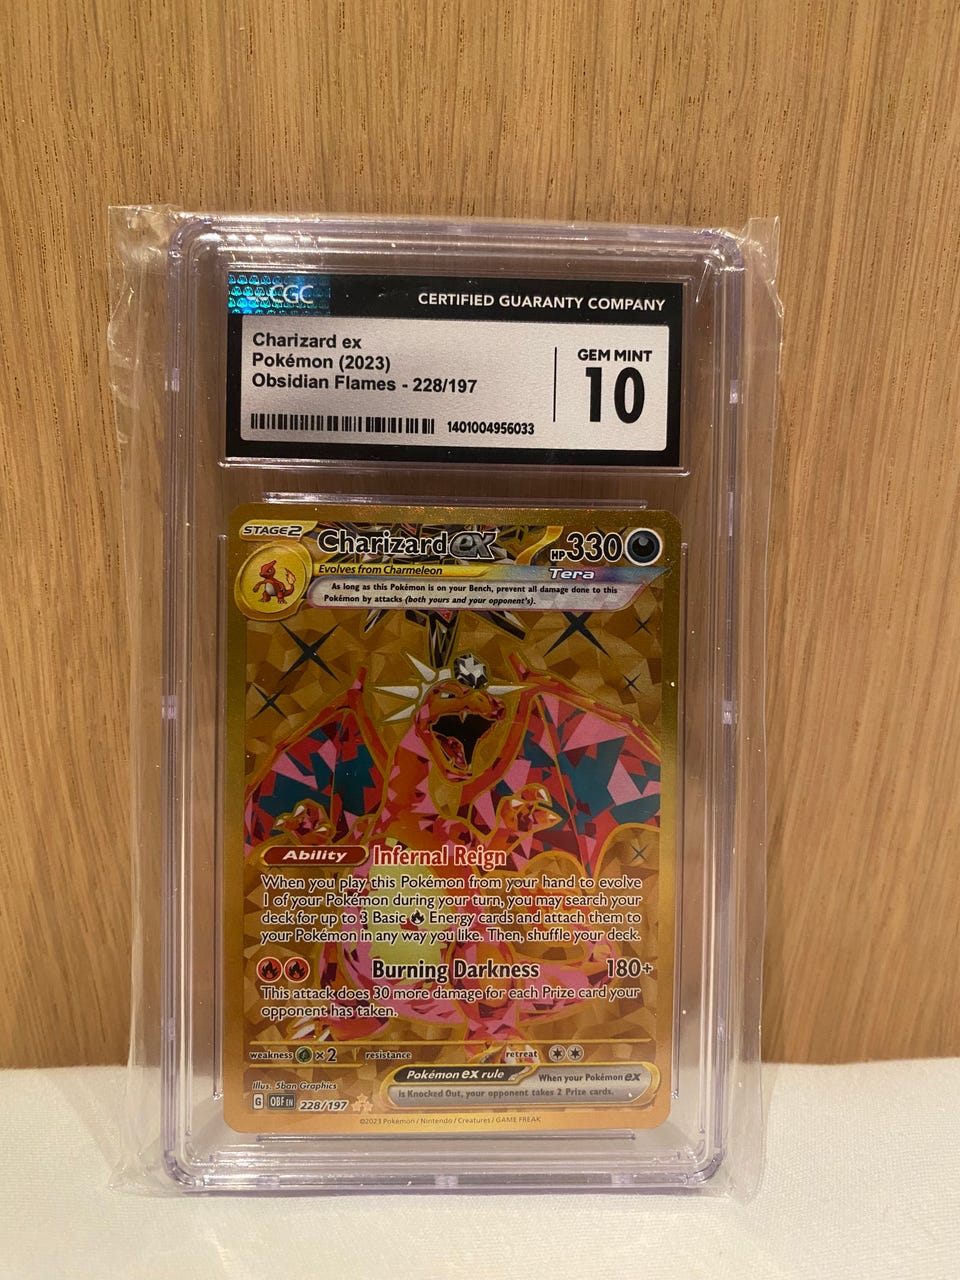 CGC
CERTIFIED GUARANTY COMPANY
Charizard ex
Pokémon (2023)
Obsidian Flames - 228/197
GEM MINT
10
1401004956033
STAGE2
Charizard ex
HP330
Evolves from Charmeleon
Tera
As long as this Pokémon is on your Bench, prevent all damage done to this
Pokémon by attacks (both yours and your opponent's).
Ability Infernal Reign
When you play this Pokémon from your hand to evolve
1 of your Pokémon during your turn, you may search your
deck for up to 3 Basic Energy cards and attach them to
your Pokémon in any way you like. Then, shuffle your deck.
Burning Darkness 180+
This attack does 30 more damage for each Prize card your
opponent has taken.
weakness ×2 resistance retreat
Pokémon ex rule When your Pokémon ex
is Knocked Out, your opponent takes 2 Prize cards.
Illus. 5ban Graphics
G OBF EN 228/197
©2023 Pokémon / Nintendo / Creatures / GAME FREAK